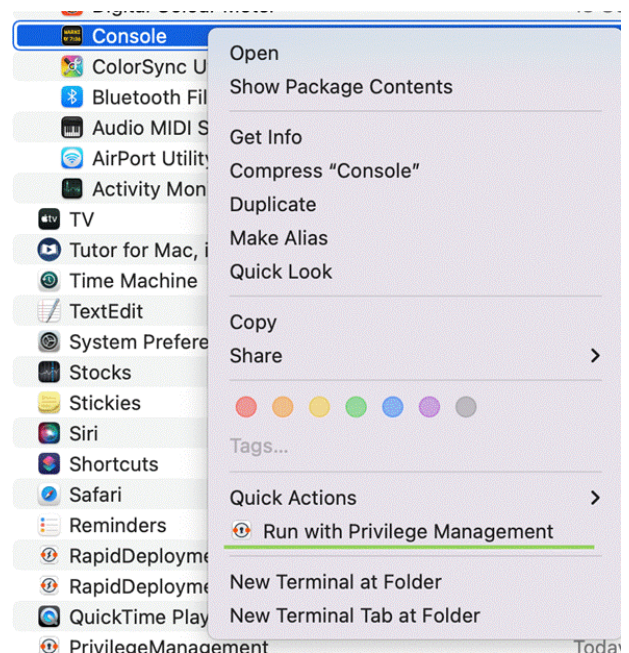 Digital Colour Meter
Console
ColorSync U
Bluetooth Fil
Audio MIDI S
AirPort Utility
Activity Mon
TV
Tutor for Mac, i
Time Machine
TextEdit
System Prefere
Stocks
Stickies
Siri
Shortcuts
Safari
Reminders
RapidDeployme
RapidDeployme
QuickTime Play
PrivilegeManagement Today
Open
Show Package Contents
Get Info
Compress “Console”
Duplicate
Make Alias
Quick Look
Copy
Share
Tags...
Quick Actions
Run with Privilege Management
New Terminal at Folder
New Terminal Tab at Folder